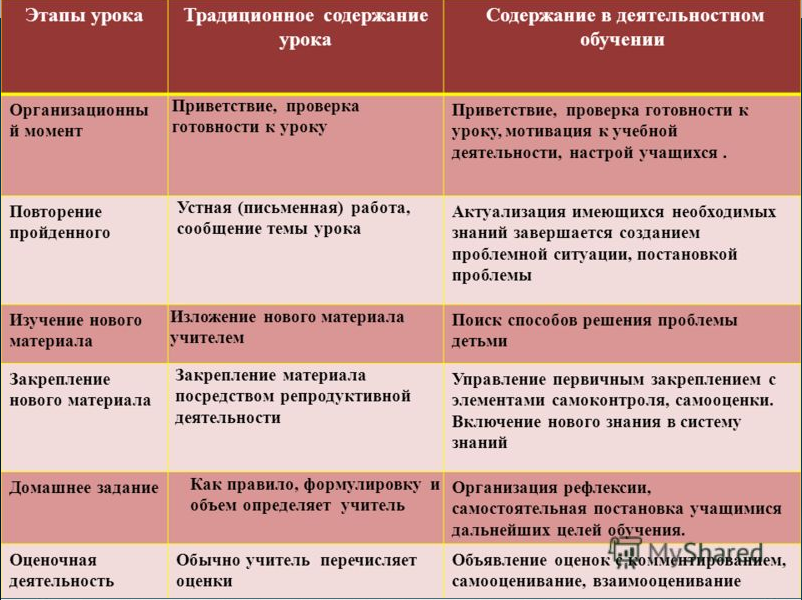 Этапы урока
Традиционное содержание
урока
Содержание в деятельностном
обучении
Организационны
й момент
Приветствие, проверка
готовности к уроку
Приветствие, проверка готовности к
уроку, мотивация к учебной
деятельности, настрой учащихся .
Повторение
пройденного
Устная (письменная) работа,
сообщение темы урока
Актуализация имеющихся необходимых
знаний завершается созданием
проблемной ситуации, постановкой
проблемы
Изучение нового
материала
Изложение нового материала
учителем
Поиск способов решения проблемы
детьми
Закрепление
нового материала
Закрепление материала
посредством репродуктивной
деятельности
Управление первичным закреплением с
элементами самоконтроля, самооценки.
Включение нового знания в систему
знаний
Домашнее задание
Как правило, формулировку и
объем определяет учитель
Организация рефлексии,
самостоятельная постановка учащимися
дальнейших целей обучения.
Оценочная
деятельность
Обычно учитель перечисляет
оценки
Объявление оценок с комментированием,
самооценивание, взаимооценивание
MyShared